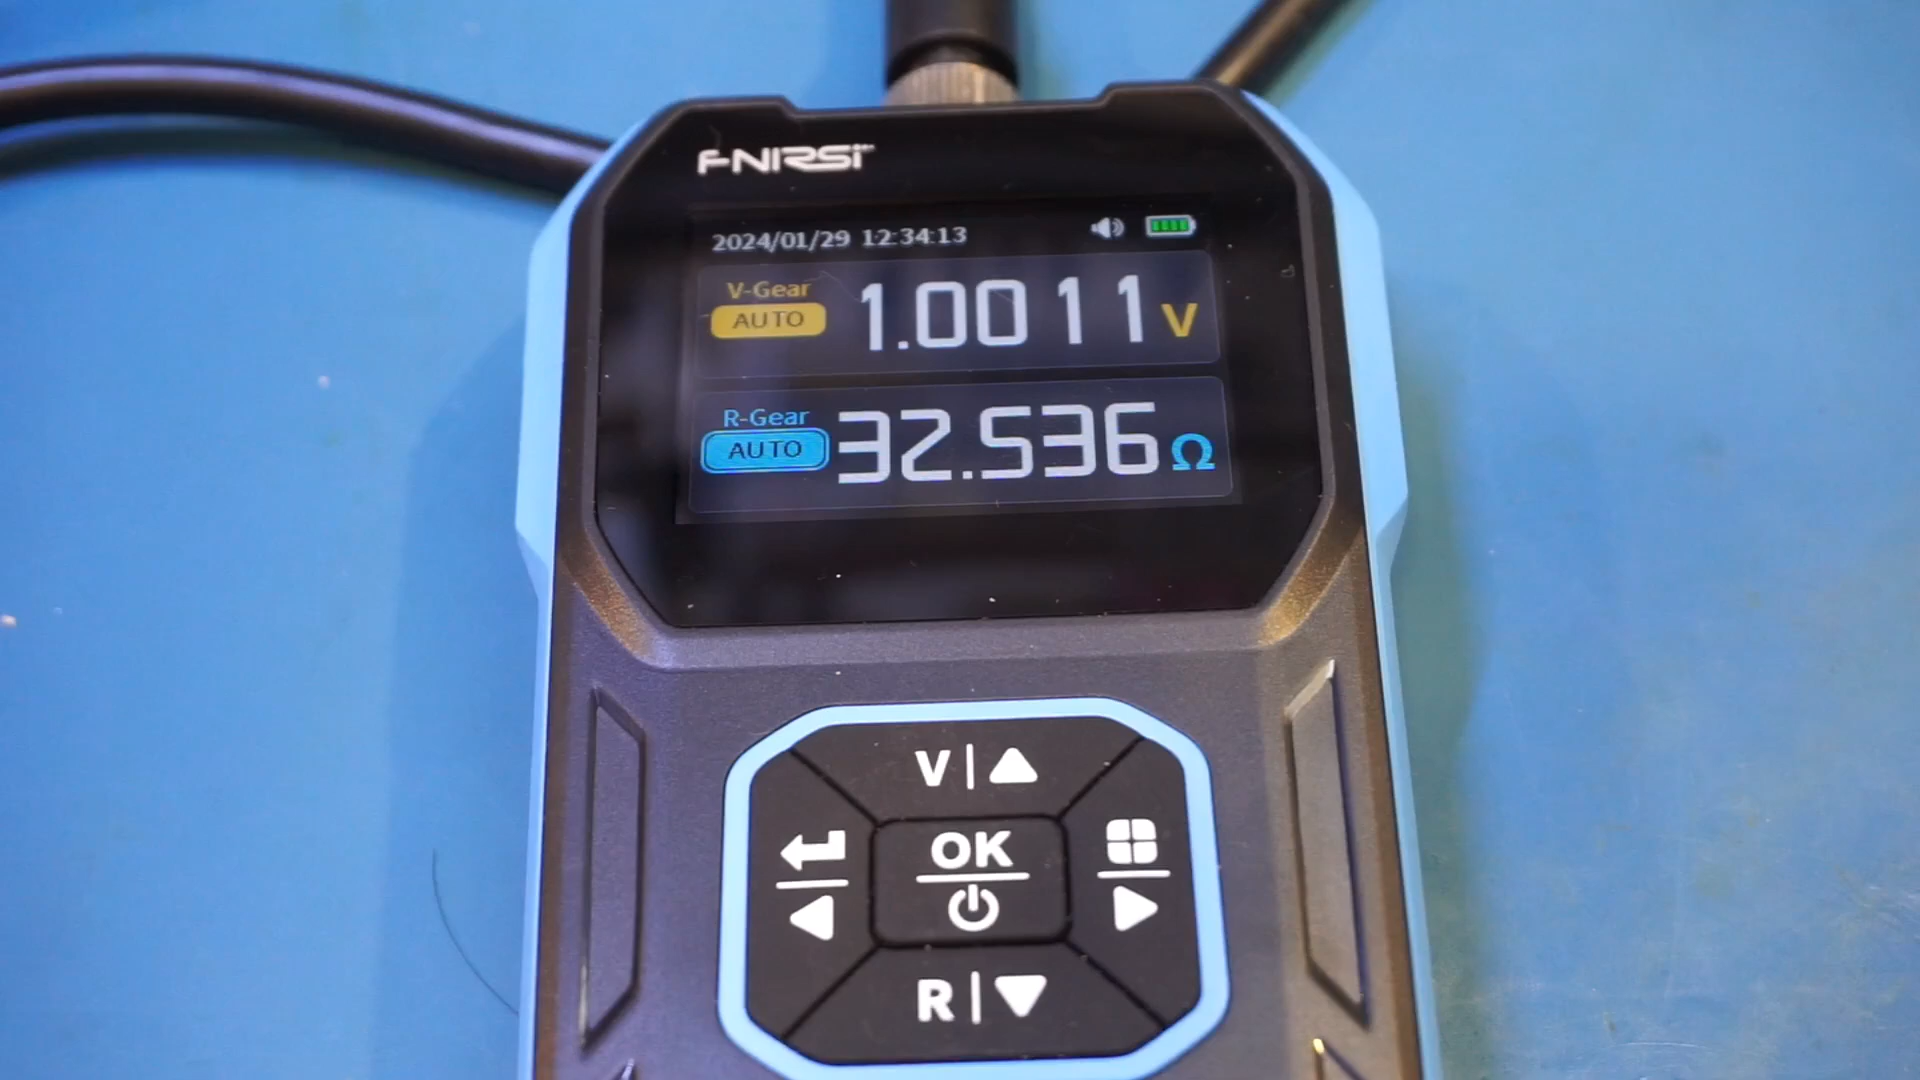 FNIRSI
2024/01/29 12:34:13
V-Gear
AUTO 1.0011 V
R-Gear
AUTO 32.536 Ω
V
OK
R